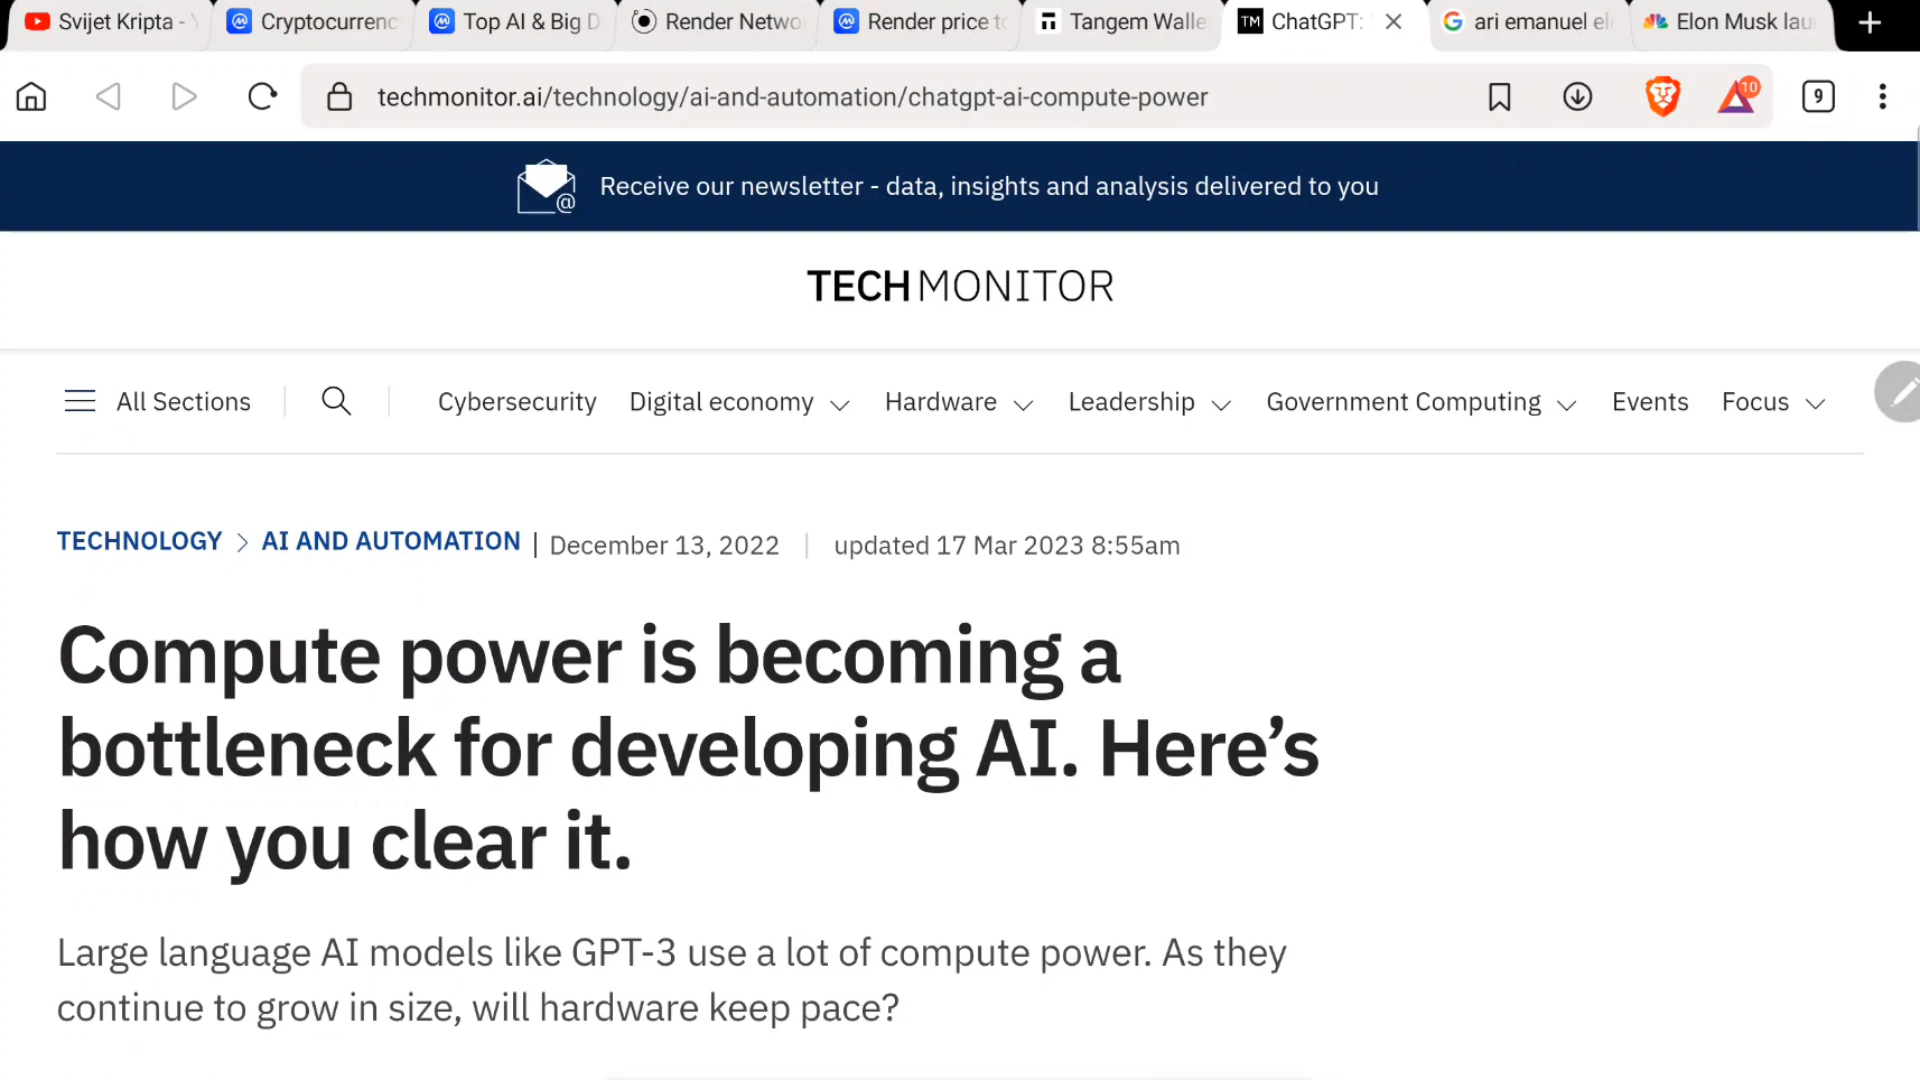 Svijet Kripta -
Cryptocurrenc
Top AI & Big D
Render Netwo
Render price to
Tangem Walle
TM ChatGPT:
ari emanuel el
Elon Musk lau
techmonitor.ai/technology/ai-and-automation/chatgpt-ai-compute-power
10
9
@ Receive our newsletter - data, insights and analysis delivered to you
TECHMONITOR
All Sections
Cybersecurity
Digital economy
Hardware
Leadership
Government Computing
Events
Focus
TECHNOLOGY > AI AND AUTOMATION | December 13, 2022 | updated 17 Mar 2023 8:55am
Compute power is becoming a
bottleneck for developing AI. Here’s
how you clear it.
Large language AI models like GPT-3 use a lot of compute power. As they
continue to grow in size, will hardware keep pace?